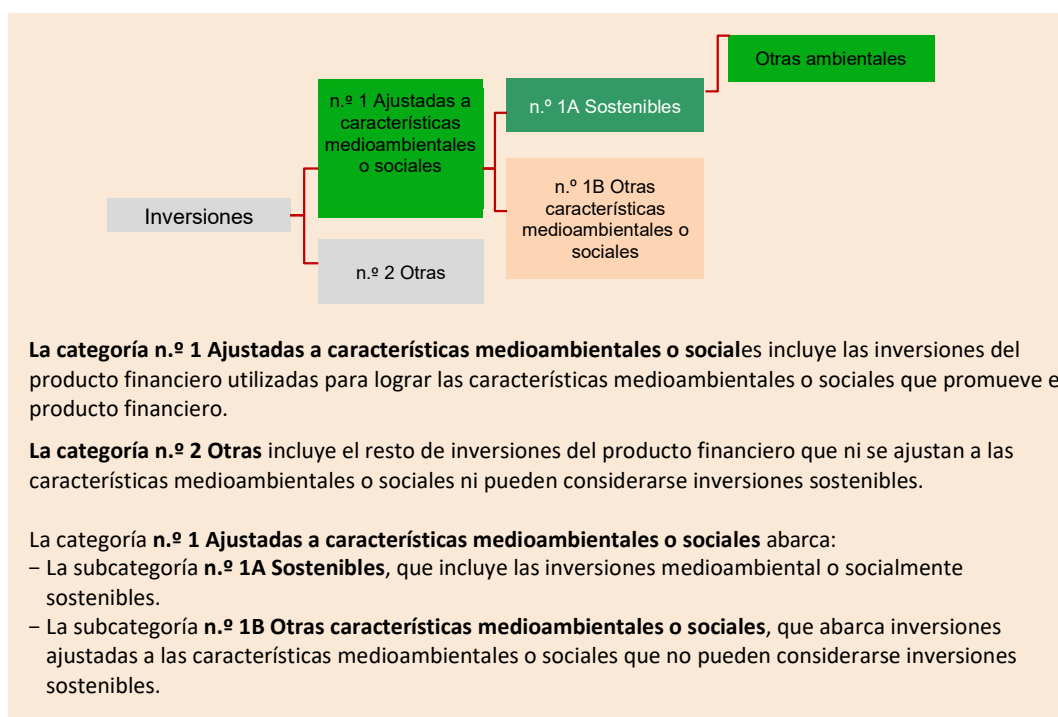 Otras ambientales
n.º 1 Ajustadas a
características
medioambientales
o sociales
n.º 1A Sostenibles
n.º 1B Otras
características
medioambientales o
sociales
Inversiones
n.º 2 Otras
La categoría n.º 1 Ajustadas a características medioambientales o sociales incluye las inversiones del
producto financiero utilizadas para lograr las características medioambientales o sociales que promueve e
producto financiero.
La categoría n.º 2 Otras incluye el resto de inversiones del producto financiero que ni se ajustan a las
características medioambientales o sociales ni pueden considerarse inversiones sostenibles.
La categoría n.º 1 Ajustadas a características medioambientales o sociales abarca:
– La subcategoría n.º 1A Sostenibles, que incluye las inversiones medioambiental o socialmente
sostenibles.
– La subcategoría n.º 1B Otras características medioambientales o sociales, que abarca inversiones
ajustadas a las características medioambientales o sociales que no pueden considerarse inversiones
sostenibles.